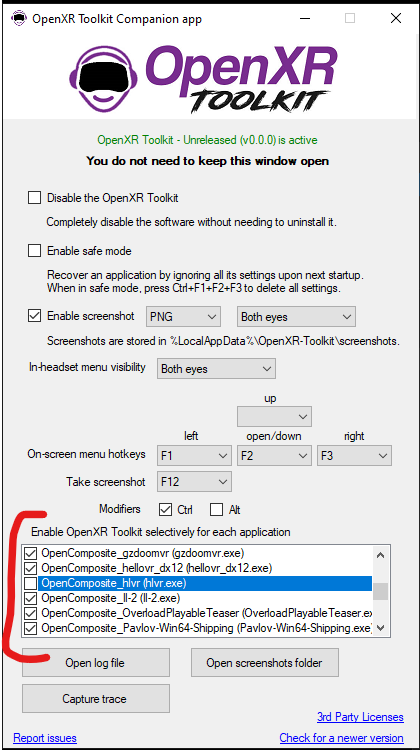 OpenXR Toolkit Companion app
OpenXR
TOOLKIT
OpenXR Toolkit - Unreleased (v0.0.0) is active
You do not need to keep this window open
Disable the OpenXR Toolkit
Completely disable the software without needing to uninstall it.
Enable safe mode
Recover an application by ignoring all its settings upon next startup.
When in safe mode, press Ctrl+F1+F2+F3 to delete all settings.
Enable screenshot PNG Both eyes
Screenshots are stored in %LocalAppData%\OpenXR-Toolkit\screenshots.
In-headset menu visibility Both eyes
up
left open/down right
On-screen menu hotkeys F1 F2 F3
Take screenshot F12
Modifiers Ctrl Alt
Enable OpenXR Toolkit selectively for each application
OpenComposite_gzdoomvr (gzdoomvr.exe)
OpenComposite_hellovr_dx12 (hellovr_dx12.exe)
OpenComposite_hlvr (hlvr.exe)
OpenComposite_ll-2 (ll-2.exe)
OpenComposite_OverloadPlayableTeaser (OverloadPlayableTeaser.ex
OpenComposite_Pavlov-Win64-Shipping (Pavlov-Win64-Shipping.exe)
Open log file Open screenshots folder
Capture trace
3rd Party Licenses
Report issues Check for a newer version